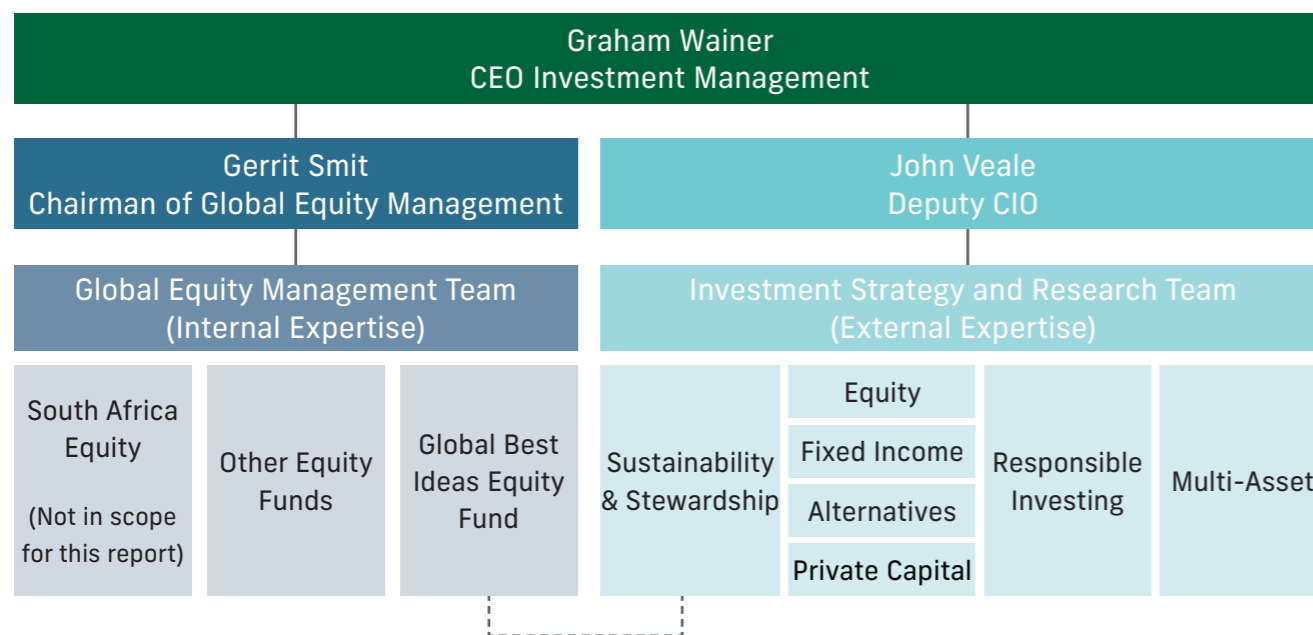 Graham Wainer
CEO Investment Management
Gerrit Smit
Chairman of Global Equity Management
John Veale
Deputy CIO
Global Equity Management Team
(Internal Expertise)
Investment Strategy and Research Team
(External Expertise)
South Africa
Equity
(Not in scope
for this report)
Other Equity
Funds
Global Best
Ideas Equity
Fund
Sustainability
& Stewardship
Equity
Fixed Income
Alternatives
Private Capital
Responsible
Investing
Multi-Asset